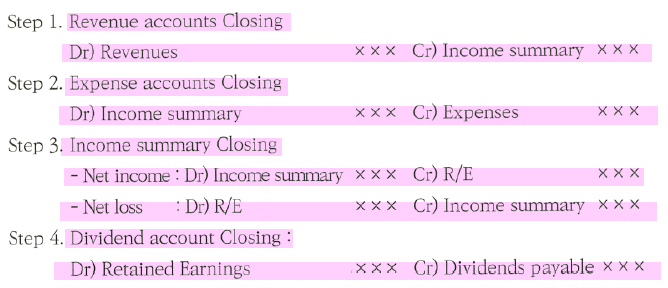 Step 1. Revenue accounts Closing
Dr) Revenues ××× Cr) Income summary ×××
Step 2. Expense accounts Closing
Dr) Income summary ××× Cr) Expenses ×××
Step 3. Income summary Closing
- Net income : Dr) Income summary ××× Cr) R/E ×××
- Net loss : Dr) R/E ××× Cr) Income summary ×××
Step 4. Dividend account Closing :
Dr) Retained Earnings ××× Cr) Dividends payable ×××